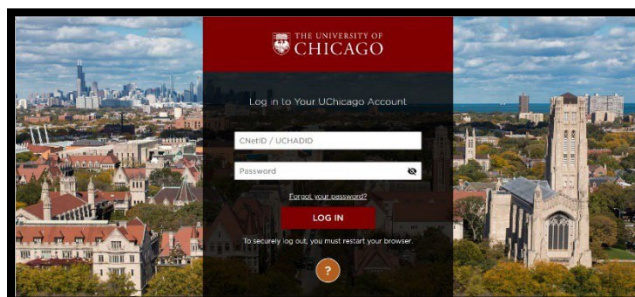 THE UNIVERSITY OF
CHICAGO
Log in to Your UChicago Account
CNetID / UCHADID
Password
Forgot your password?
LOG IN
To securely log out, you must restart your browser.
?